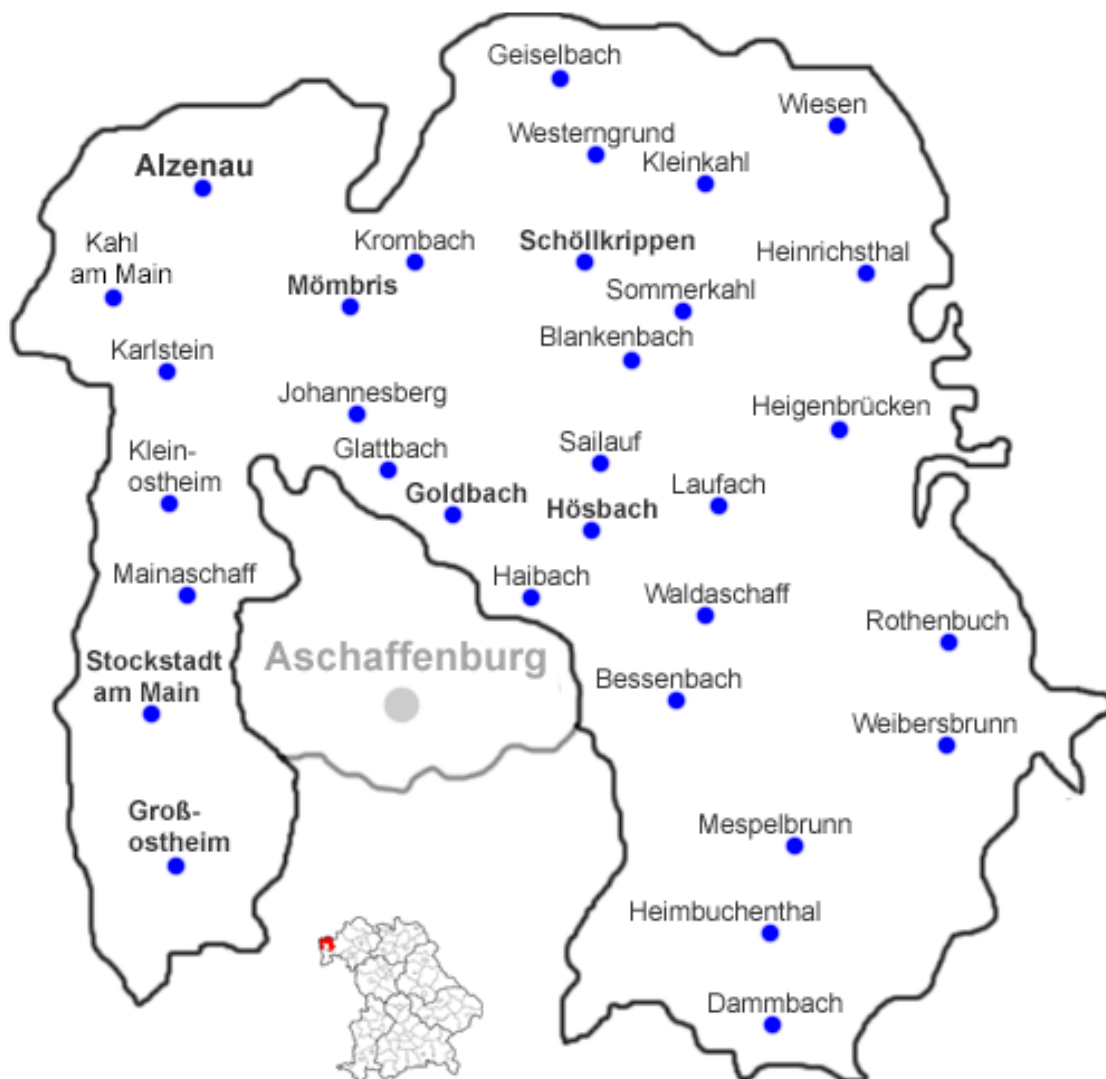 Geiselbach
Wiesen
Westerngrund
Kleinkahl
Alzenau
Krombach
Schöllkrippen
Kahl
am Main
Heinrichsthal
Mömbris
Sommerkahl
Blankenbach
Karlstein
Johannesberg
Heigenbrücken
Glattbach
Sailauf
Klein-
ostheim
Goldbach
Laufach
Hösbach
Mainaschaff
Haibach
Waldaschaff
Rothenbuch
Stockstadt
am Main
Aschaffenburg
Bessenbach
Weibersbrunn
Groß-
ostheim
Mespelbrunn
Heimbuchenthal
Dammbach